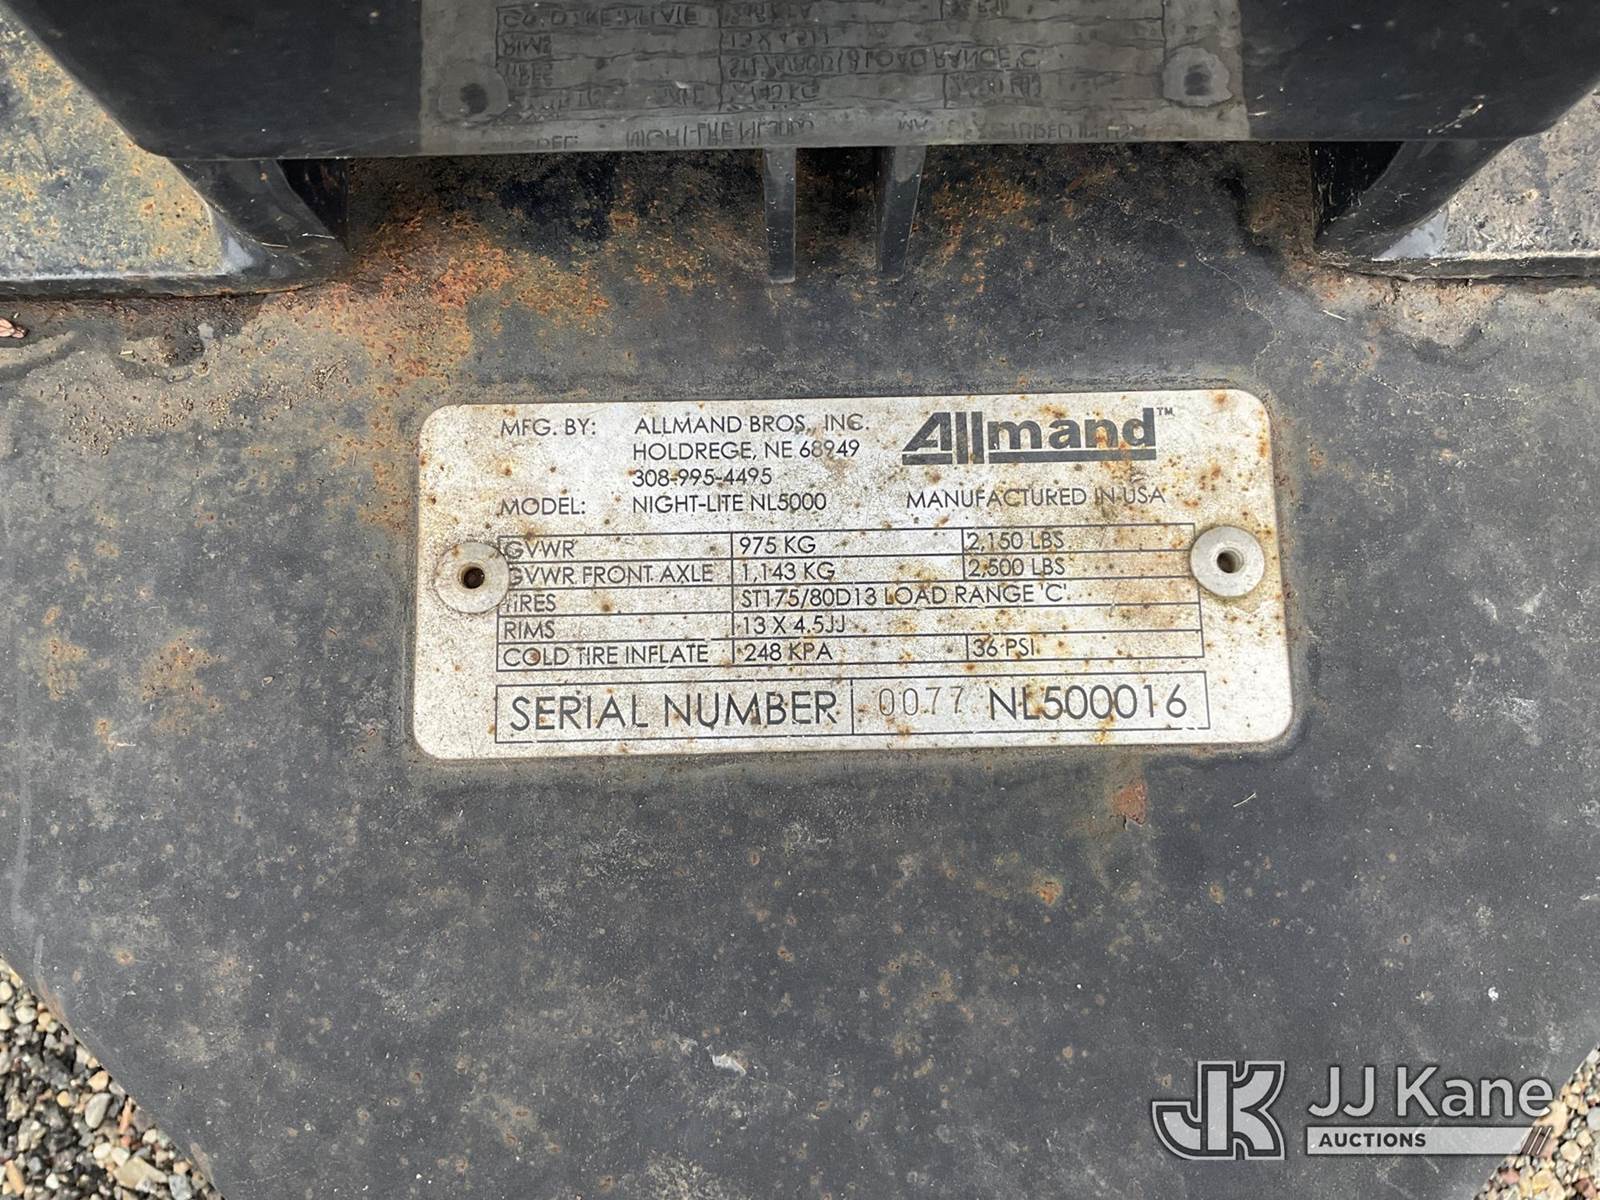 MFG. BY: ALLMAND BROS., INC. Allmand™
HOLDREGE, NE 68949
308-995-4495
MODEL: NIGHT-LITE NL5000 MANUFACTURED IN USA
GVWR 975 KG 2,150 LBS
GVWR FRONT AXLE 1,143 KG 2,500 LBS
TIRES ST175/80D13 LOAD RANGE 'C'
RIMS 13 X 4.5JJ
COLD TIRE INFLATE 248 KPA 36 PSI
SERIAL NUMBER 0077 NL500016
JK JJ Kane
AUCTIONS